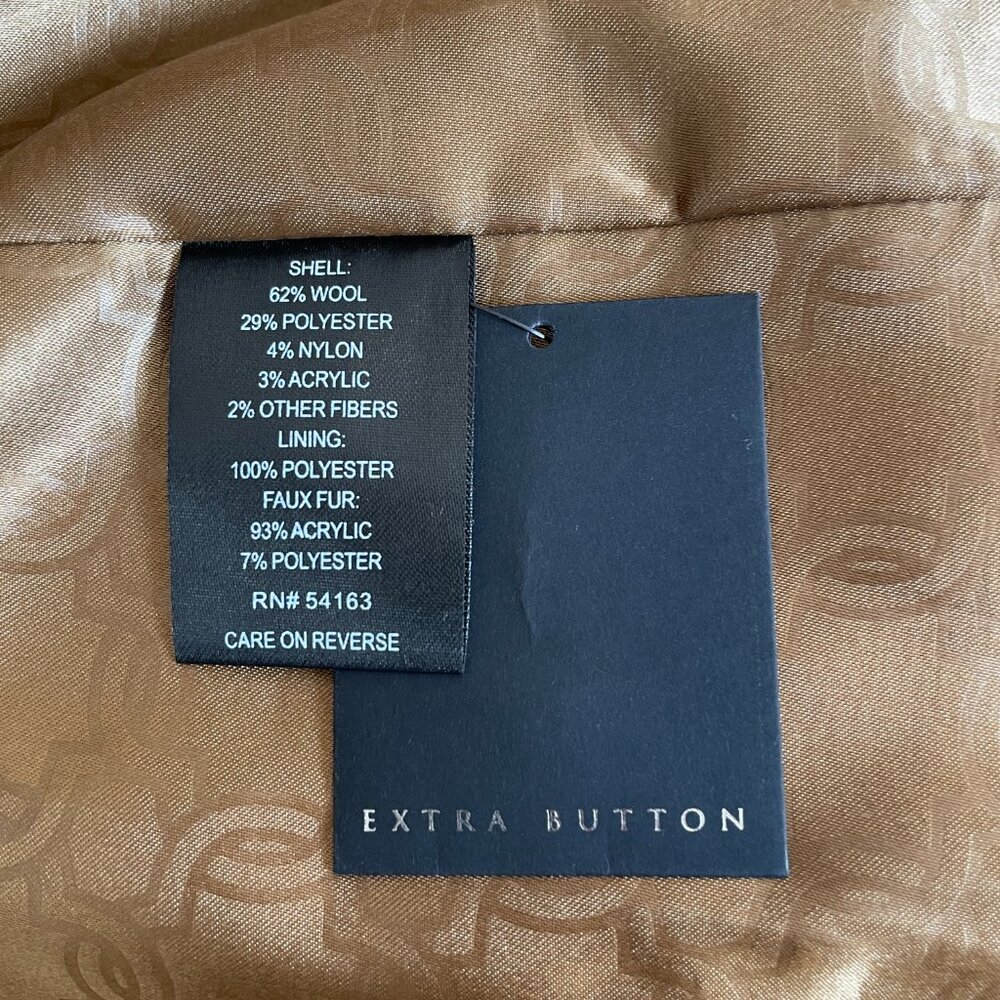 SHELL:
62% WOOL
29% POLYESTER
4% NYLON
3% ACRYLIC
2% OTHER FIBERS
LINING:
100% POLYESTER
FAUX FUR:
93% ACRYLIC
7% POLYESTER
RN# 54163
CARE ON REVERSE
EXTRA BUTTON